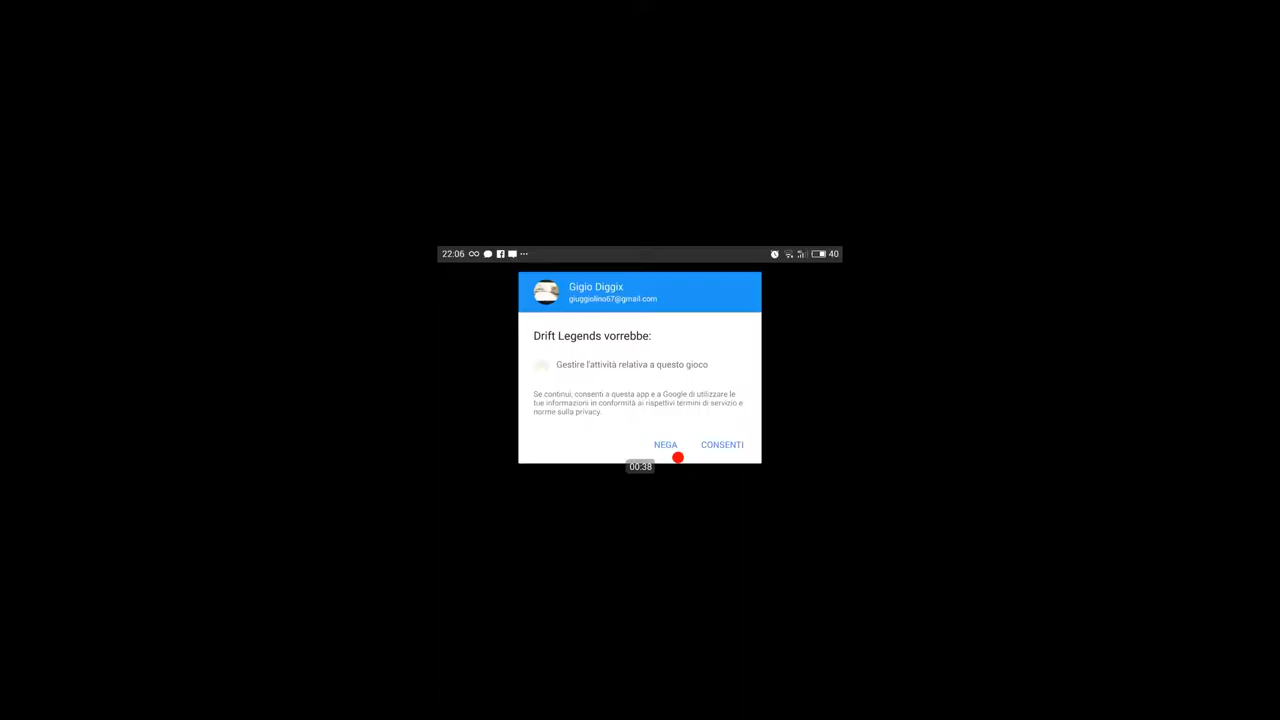 22:06 ... 40
Gigio Diggix
giuggiolino67@gmail.com
Drift Legends vorrebbe:
Gestire l'attività relativa a questo gioco
Se continui, consenti a questa app e a Google di utilizzare le
tue informazioni in conformità ai rispettivi termini di servizio e
norme sulla privacy.
NEGA CONSENTI
00:38